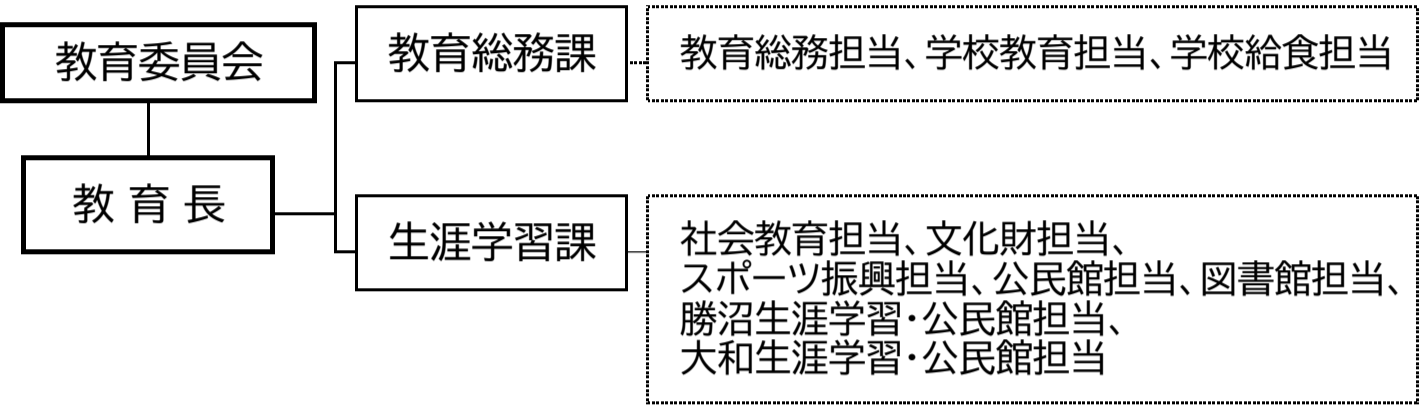 教育委員会
教育長
教育総務課
教育総務担当、学校教育担当、学校給食担当
生涯学習課
社会教育担当、文化財担当、
スポーツ振興担当、公民館担当、図書館担当、
勝沼生涯学習・公民館担当、
大和生涯学習・公民館担当